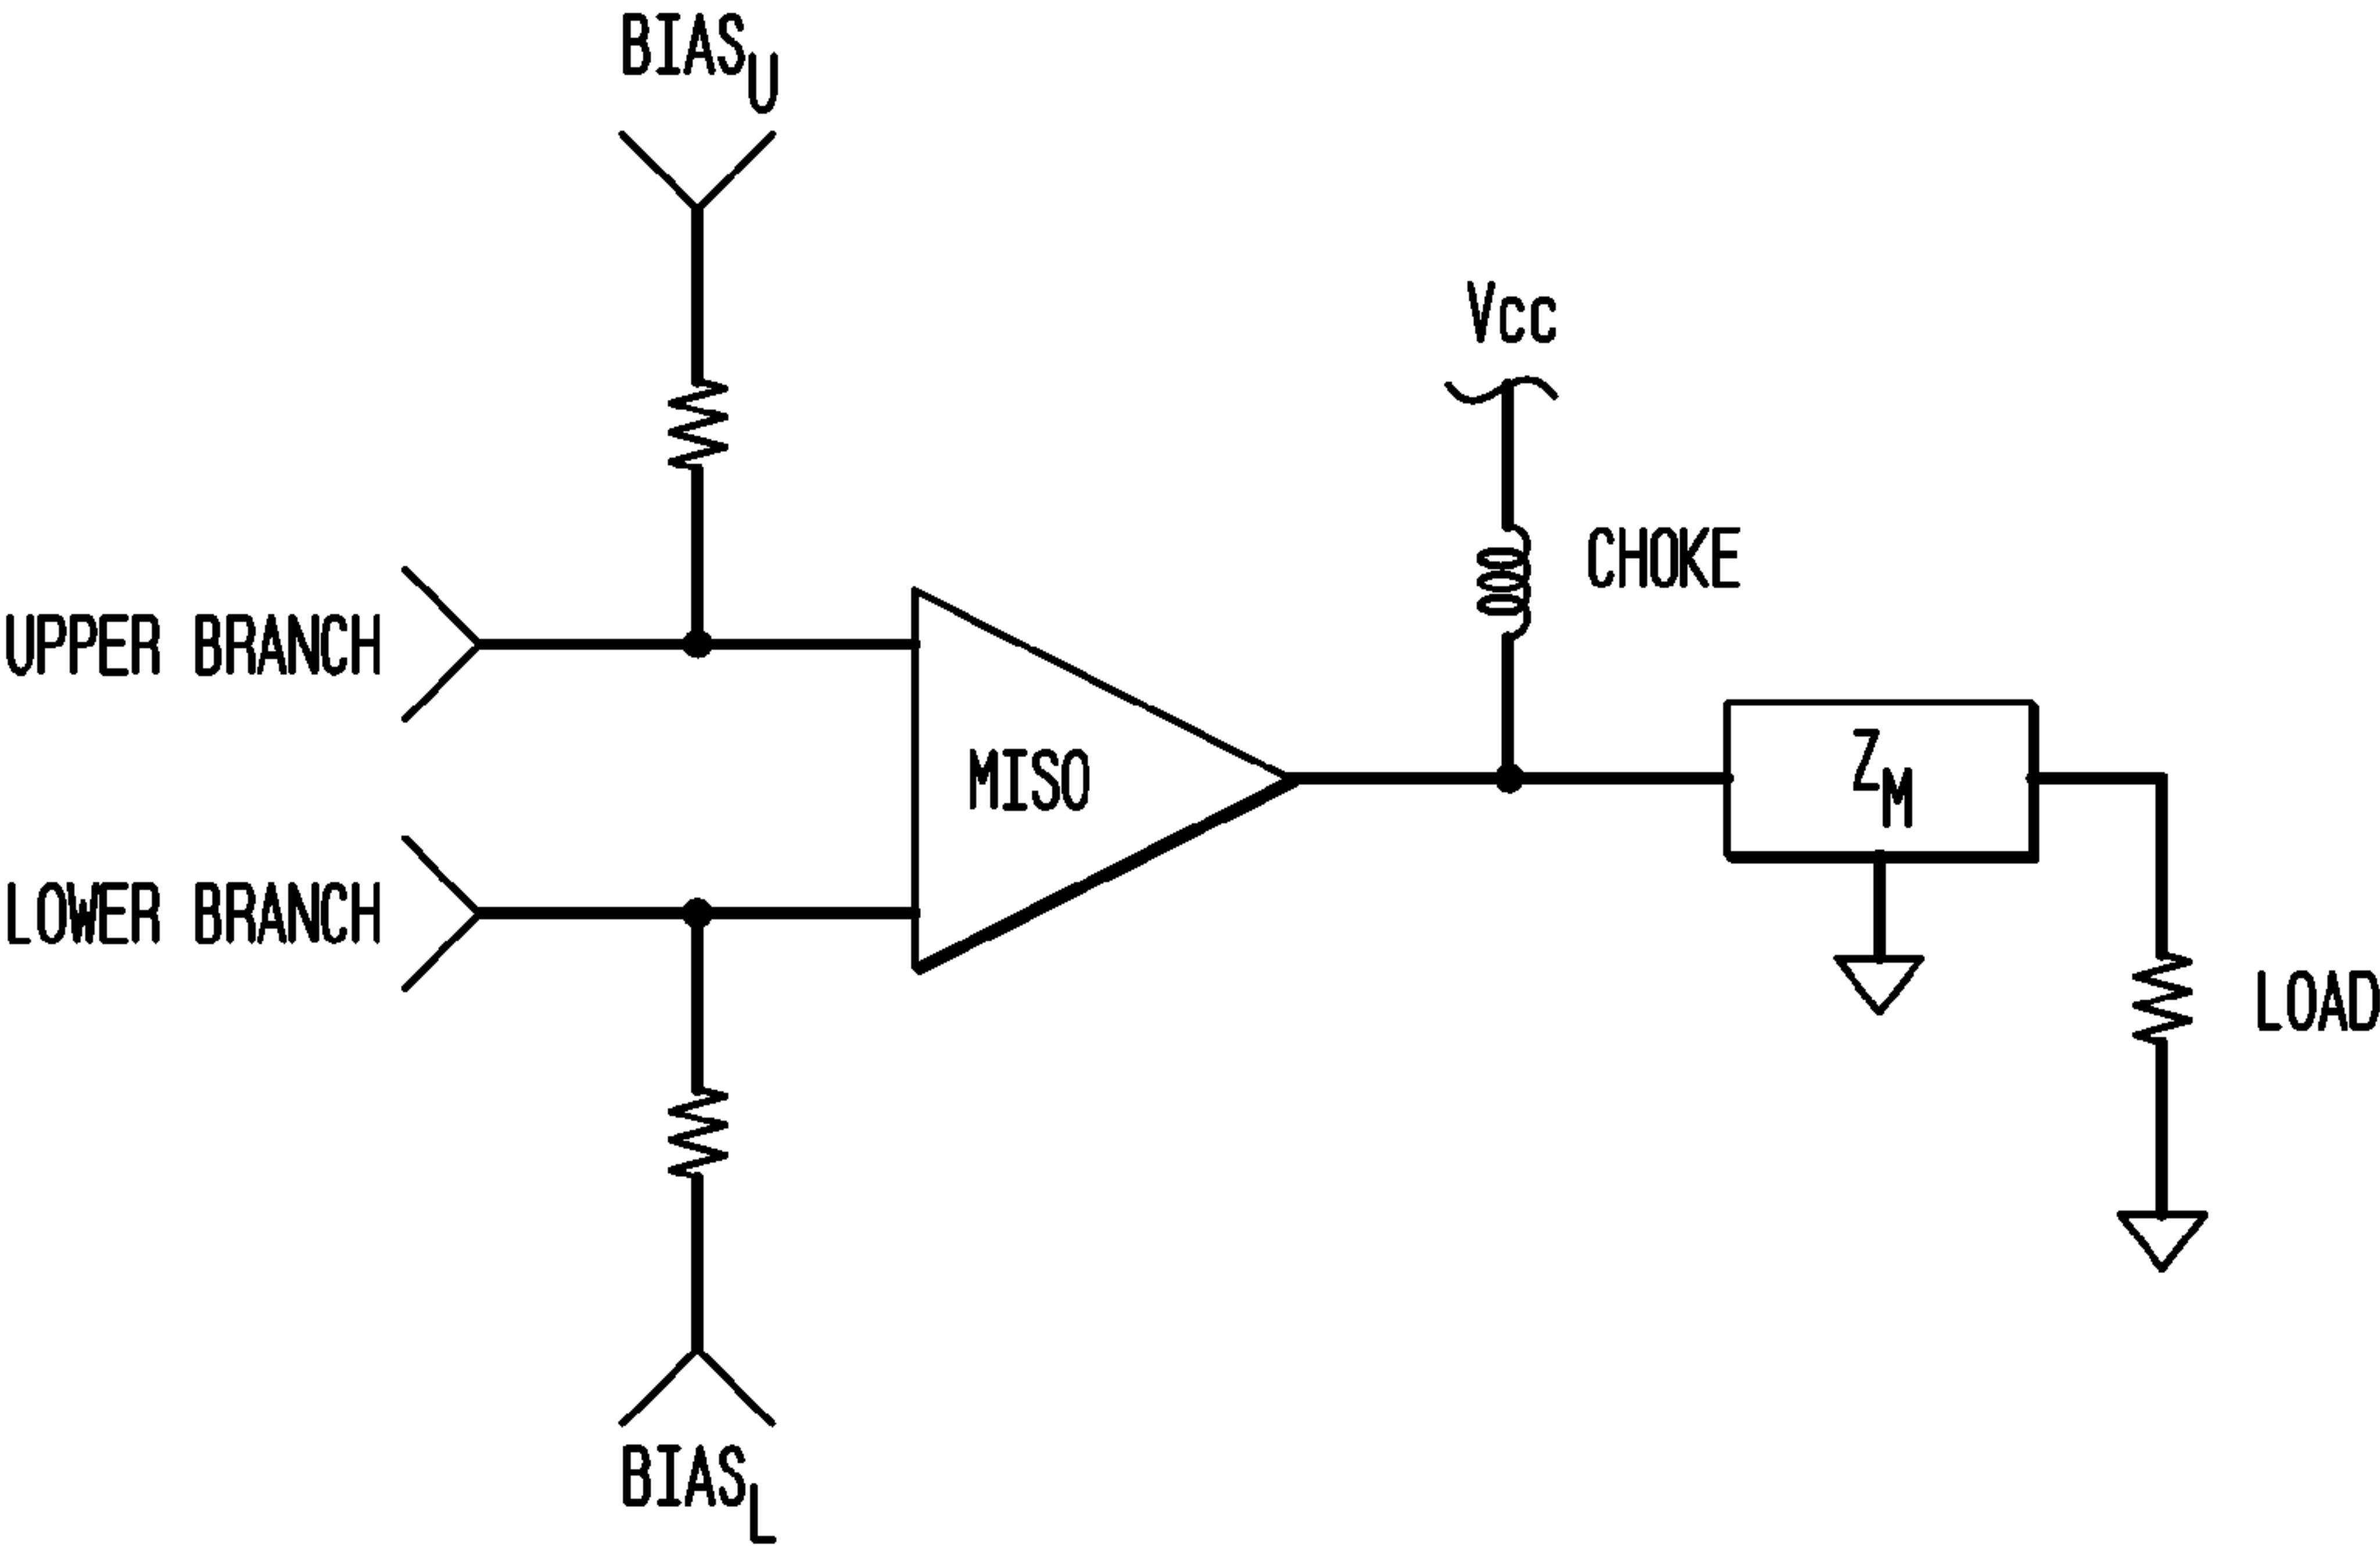 BIASU
Vcc
CHOKE
UPPER BRANCH
MISO
ZM
LOWER BRANCH
LOAD
BIASL